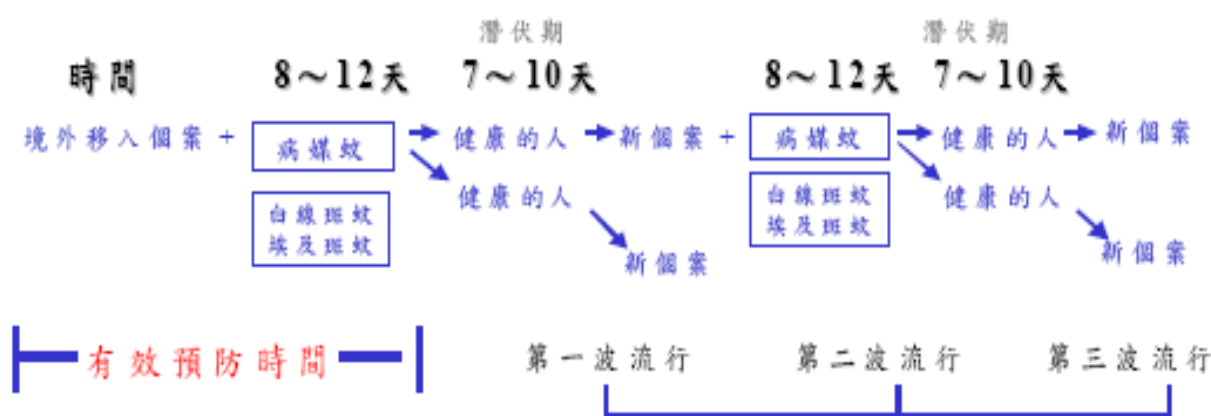 潛伏期 潛伏期
時間 8～12天 7～10天 8～12天 7～10天
境外移入個案 + 病媒蚊 健康的人 新個案 + 病媒蚊 健康的人 新個案
白線斑蚊 健康的人 白線斑蚊 健康的人
埃及斑蚊 埃及斑蚊
新個案 新個案
有效預防時間 第一波流行 第二波流行 第三波流行